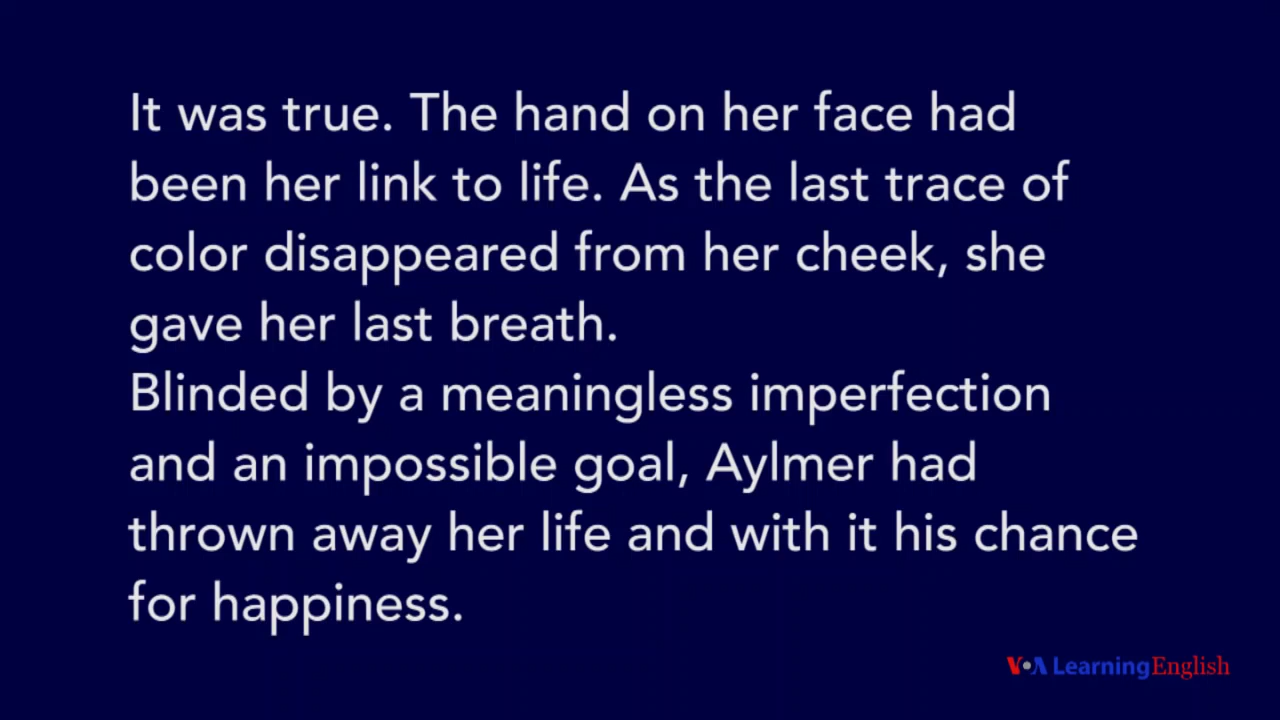 It was true. The hand on her face had
been her link to life. As the last trace of
color disappeared from her cheek, she
gave her last breath.
Blinded by a meaningless imperfection
and an impossible goal, Aylmer had
thrown away her life and with it his chance
for happiness.
VOA Learning English